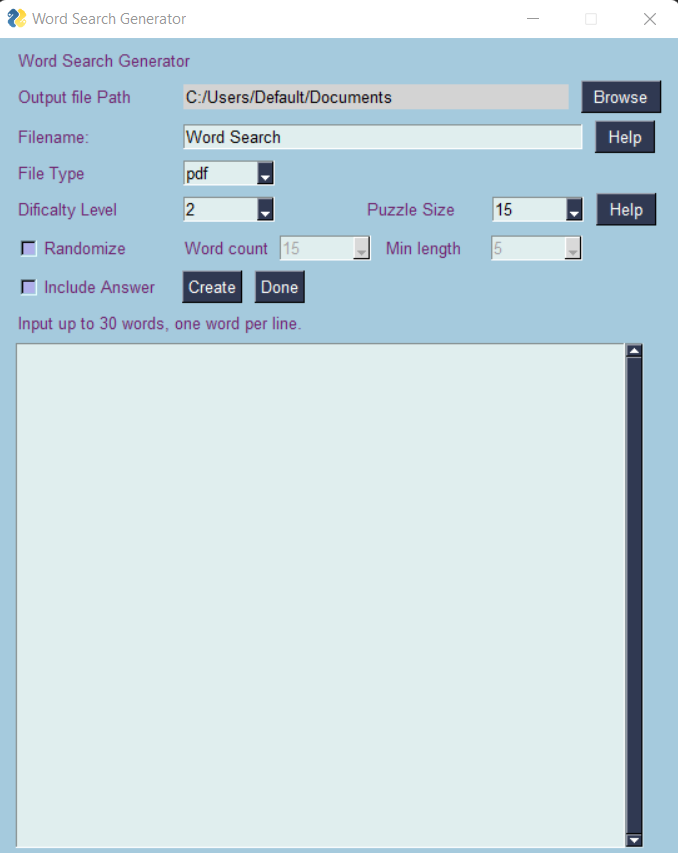 Word Search Generator
Word Search Generator
Output file Path C:/Users/Default/Documents Browse
Filename: Word Search Help
File Type pdf
Dificalty Level 2 Puzzle Size 15 Help
Randomize Word count 15 Min length 5
Include Answer Create Done
Input up to 30 words, one word per line.